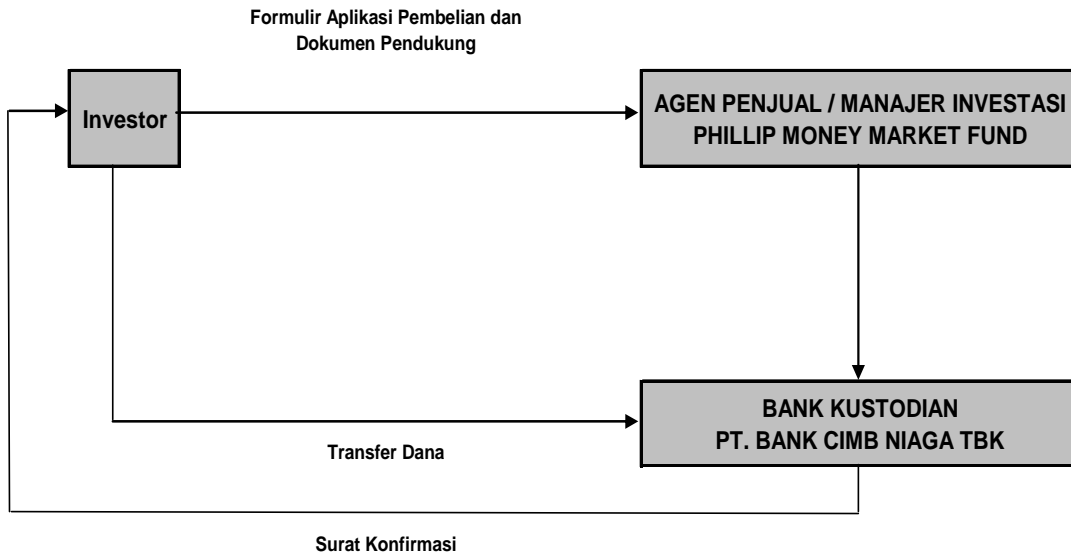 Formulir Aplikasi Pembelian dan
Dokumen Pendukung
Investor
AGEN PENJUAL / MANAJER INVESTASI
PHILLIP MONEY MARKET FUND
BANK KUSTODIAN
PT. BANK CIMB NIAGA TBK
Transfer Dana
Surat Konfirmasi